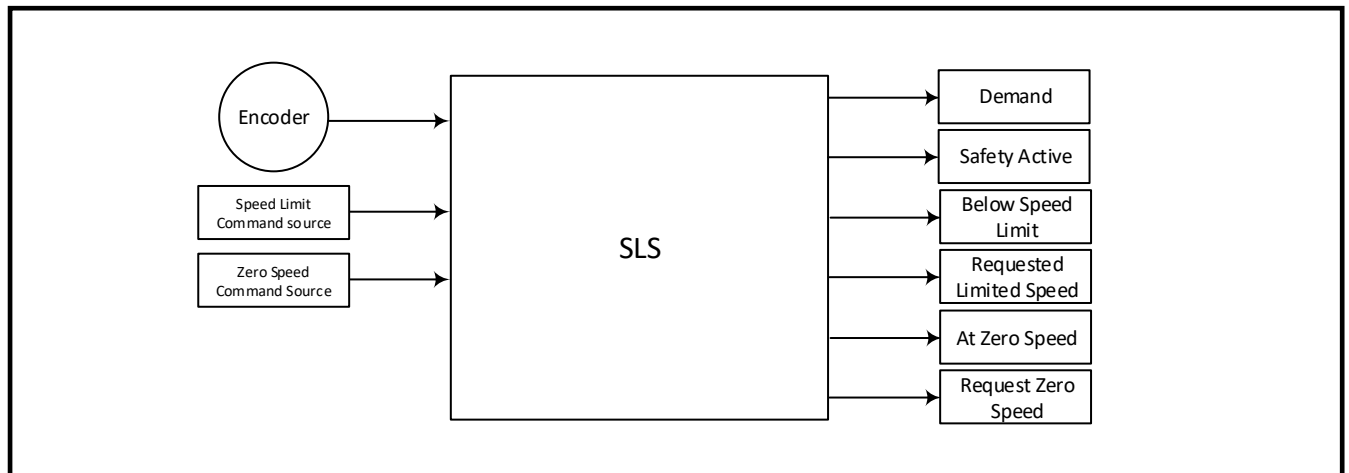 Encoder
Speed Limit
Command source
Zero Speed
Command Source
SLS
Demand
Safety Active
Below Speed
Limit
Requested
Limited Speed
At Zero Speed
Request Zero
Speed